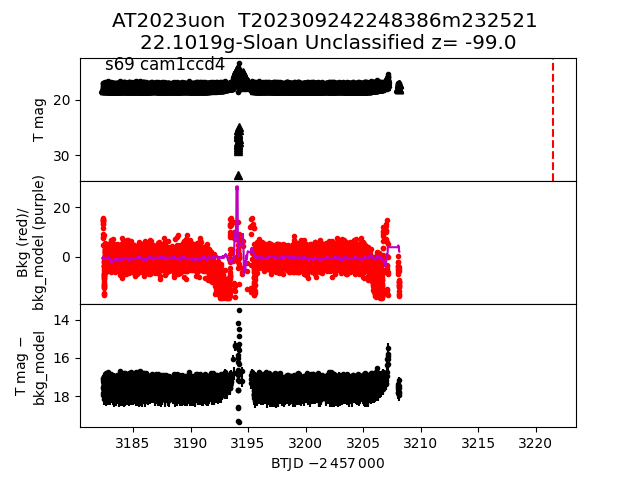 AT2023uon  T202309242248386m232521
22.1019g-Sloan Unclassified z= -99.0
s69 cam1ccd4
T mag
20
30
Bkg (red)/
bkg_model (purple)
20
0
T mag −
bkg_model
14
16
18
3185 3190 3195 3200 3205 3210 3215 3220
BTJD −2 457 000